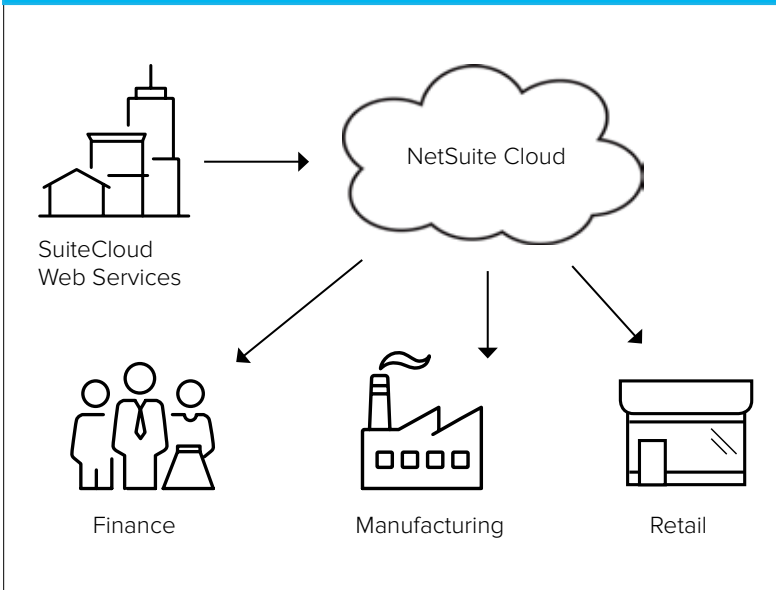 NetSuite Cloud
SuiteCloud
Web Services
Finance
Manufacturing
Retail